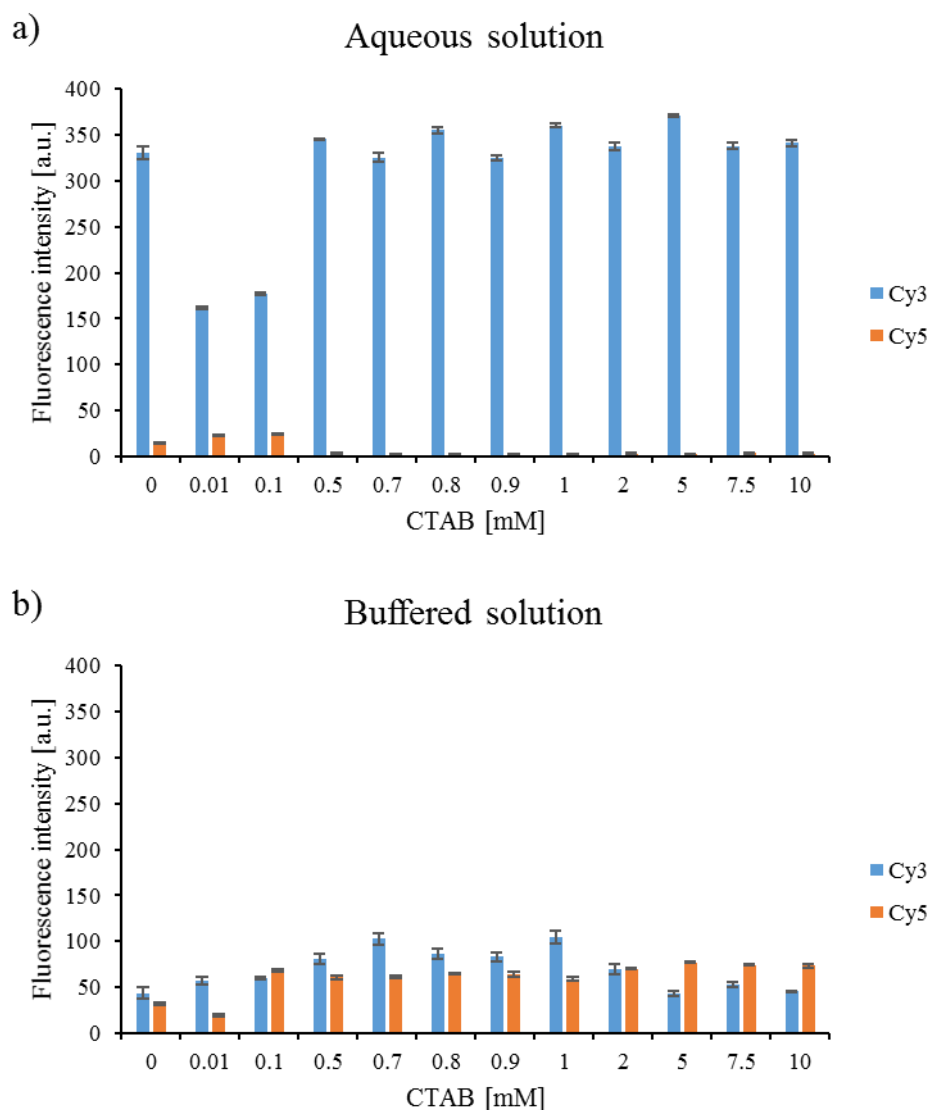 a)
Aqueous solution
Fluorescence intensity [a.u.]
400
350
300
250
200
150
100
50
0
0 0.01 0.1 0.5 0.7 0.8 0.9 1 2 5 7.5 10
CTAB [mM]
Cy3
Cy5
b)
Buffered solution
Fluorescence intensity [a.u.]
400
350
300
250
200
150
100
50
0
0 0.01 0.1 0.5 0.7 0.8 0.9 1 2 5 7.5 10
CTAB [mM]
Cy3
Cy5